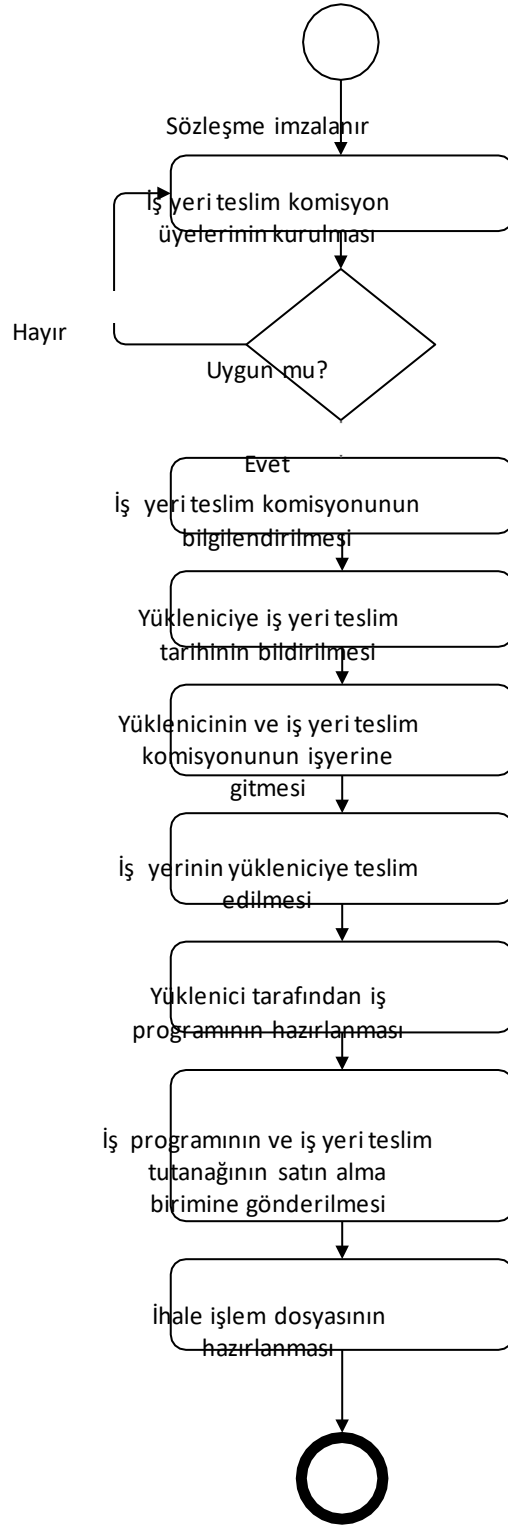 Sözleşme imzalanır
İş yeri teslim komisyon
üyelerinin kurulması
Hayır
Uygun mu?
Evet
İş yeri teslim komisyonunun
bilgilendirilmesi
Yükleniciye iş yeri teslim
tarihinin bildirilmesi
Yüklenicinin ve iş yeri teslim
komisyonunun işyerine
gitmesi
İş yerinin yükleniciye teslim
edilmesi
Yüklenici tarafından iş
programının hazırlanması
İş programının ve iş yeri teslim
tutanağının satın alma
birimine gönderilmesi
İhale işlem dosyasının
hazırlanması